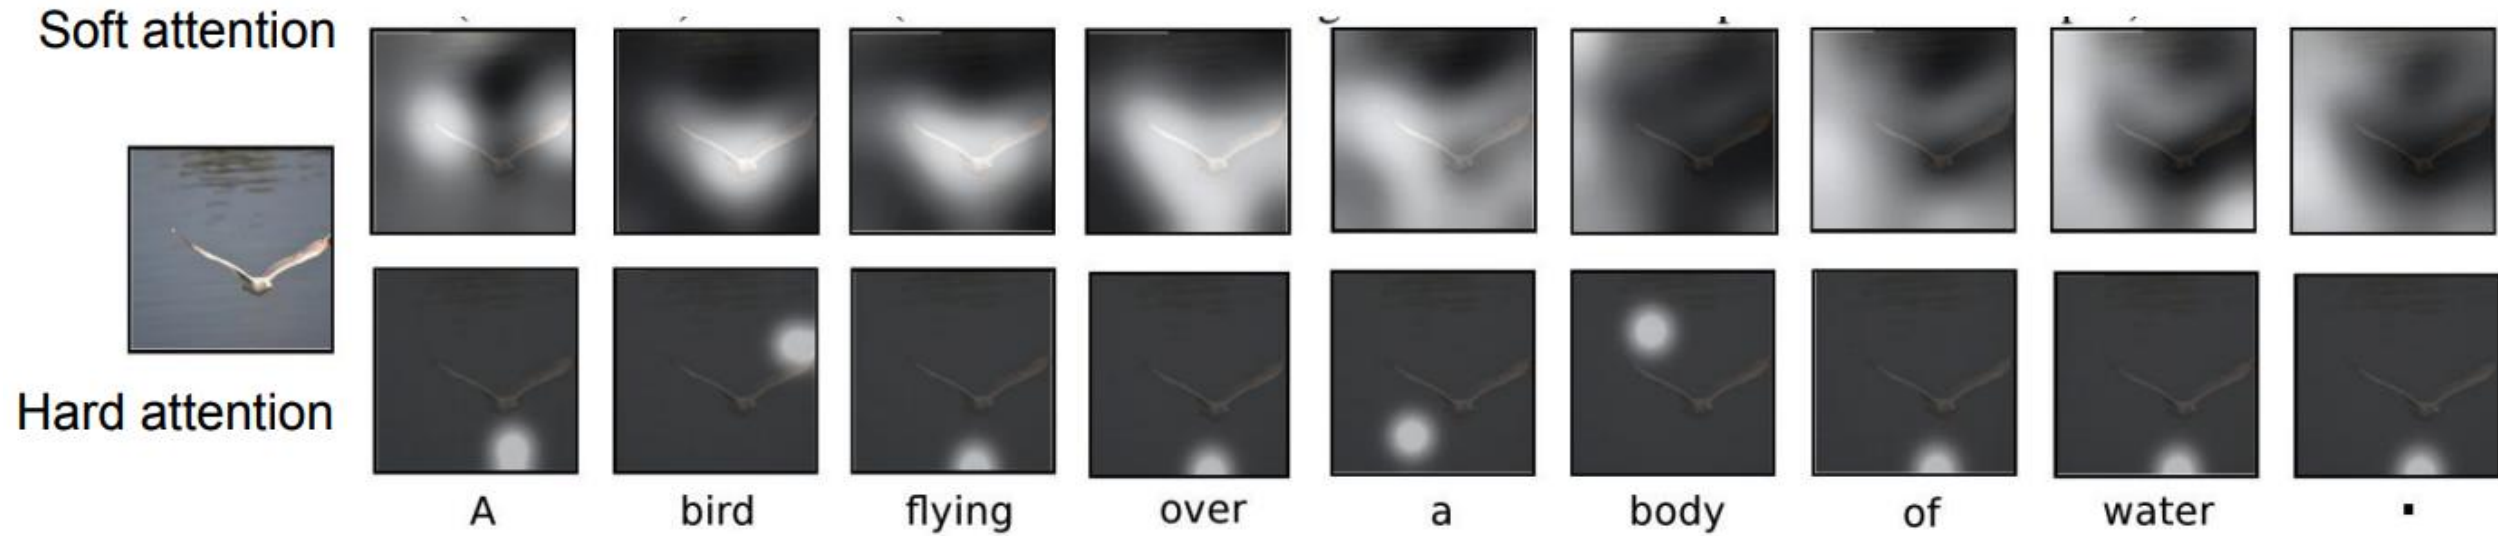 Soft attention
Hard attention
A bird flying over a body of water .